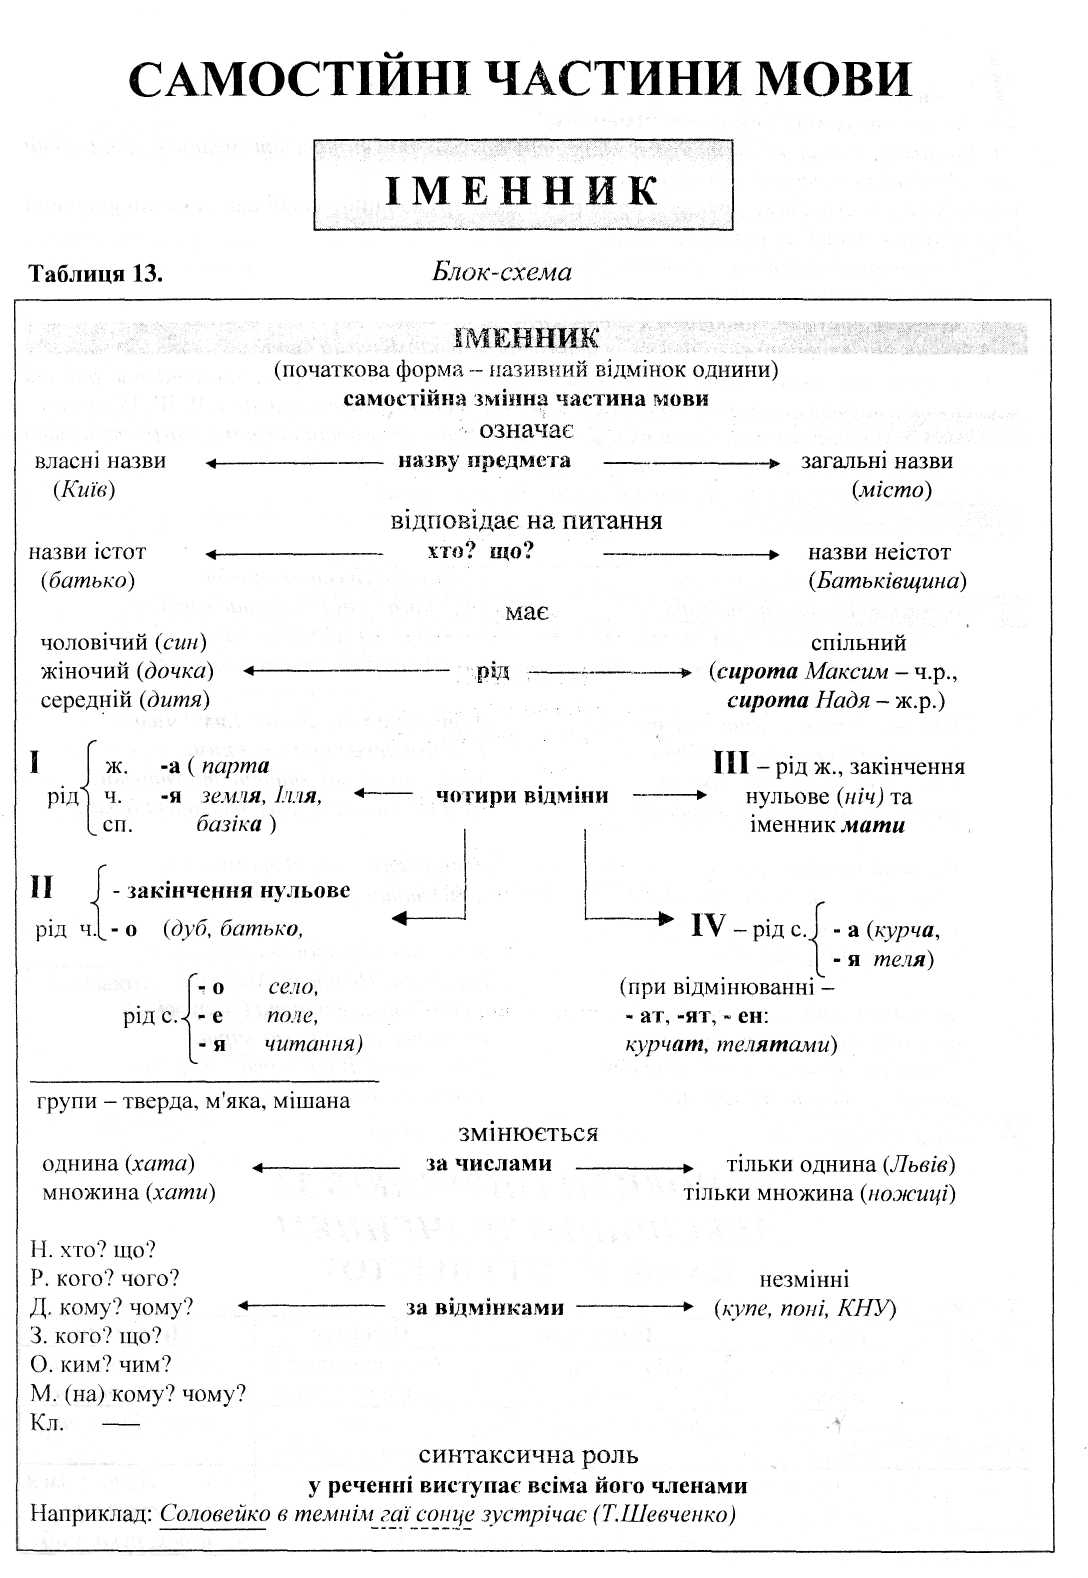 САМОСТІЙНІ ЧАСТИНИ МОВИ
ІМЕННИК
Таблиця 13. Блок-схема
ІМЕННИК
(початкова форма – називний відмінок однини)
самостійна змінна частина мови
означає
власні назви назву предмета загальні назви
(Київ) (місто)
відповідає на питання
назви істот хто? що? назви неістот
(батько) (Батьківщина)
має
чоловічий (син) спільний
жіночий (дочка) рід (сирота Максим – ч.р.,
середній (дитя) сирота Надя – ж.р.)
I ж. -а ( парта III – рід ж., закінчення
рід ч. -я земля, Ілля, чотири відміни нульове (ніч) та
сп. базіка ) іменник мати
II - закінчення нульове
рід ч. - о (дуб, батько, IV – рід с. - а (курча,
- я теля)
- о село, (при відмінюванні –
рід с. - е поле, - ат, -ят, - ен:
- я читання) курчат, телятами)
групи – тверда, м'яка, мішана
змінюється
однина (хата) за числами тільки однина (Львів)
множина (хати) тільки множина (ножиці)
Н. хто? що?
Р. кого? чого? незмінні
Д. кому? чому? за відмінками (купе, поні, КНУ)
З. кого? що?
О. ким? чим?
М. (на) кому? чому?
Кл. —
синтаксична роль
у реченні виступає всіма його членами
Наприклад: Соловейко в темнім гаї сонце зустрічає (Т.Шевченко)